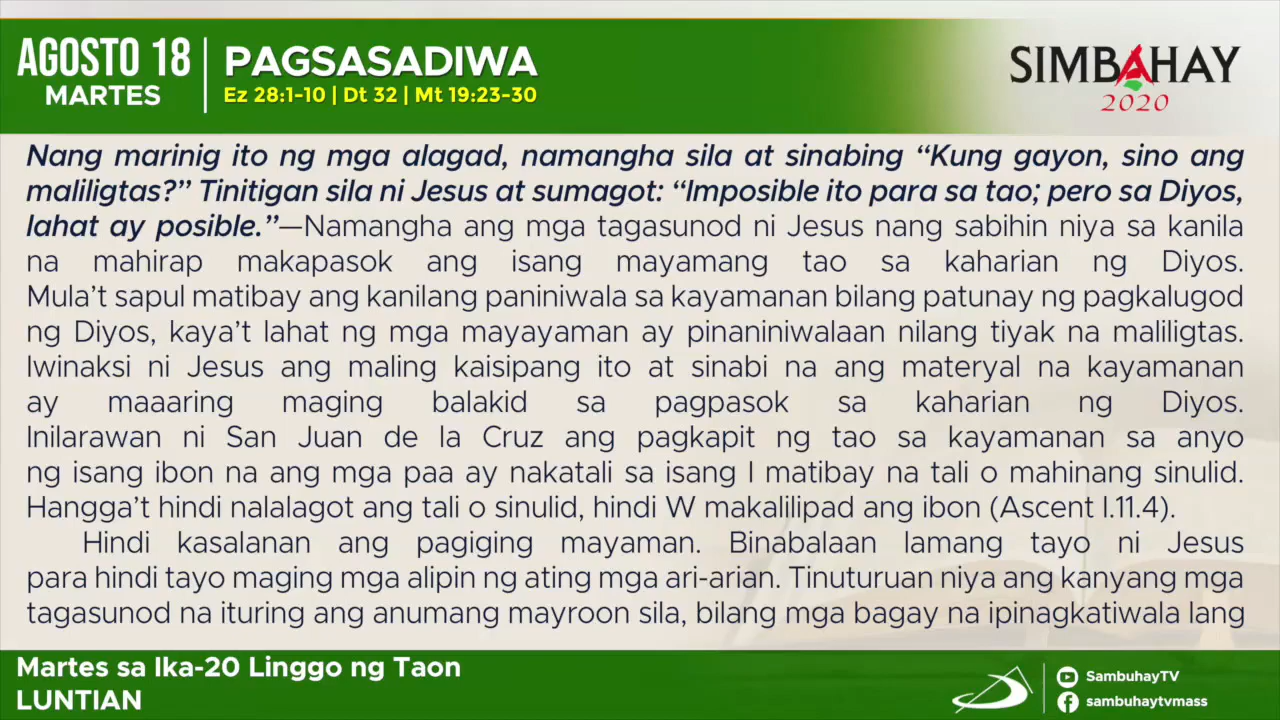 AGOSTO 18
MARTES
PAGSASADIWA
Ez 28:1-10 | Dt 32 | Mt 19:23-30
SIMBAHAY
2020
Nang marinig ito ng mga alagad, namangha sila at sinabing “Kung gayon, sino ang
maliligtas?” Tinitigan sila ni Jesus at sumagot: “Imposible ito para sa tao; pero sa Diyos,
lahat ay posible.”—Namangha ang mga tagasunod ni Jesus nang sabihin niya sa kanila
na mahirap makapasok ang isang mayamang tao sa kaharian ng Diyos.
Mula’t sapul matibay ang kanilang paniniwala sa kayamanan bilang patunay ng pagkalugod
ng Diyos, kaya’t lahat ng mga mayayaman ay pinaniniwalaan nilang tiyak na maliligtas.
Iwinaksi ni Jesus ang maling kaisipang ito at sinabi na ang materyal na kayamanan
ay maaaring maging balakid sa pagpasok sa kaharian ng Diyos.
Inilarawan ni San Juan de la Cruz ang pagkapit ng tao sa kayamanan sa anyo
ng isang ibon na ang mga paa ay nakatali sa isang l matibay na tali o mahinang sinulid.
Hangga’t hindi nalalagot ang tali o sinulid, hindi W makalilipad ang ibon (Ascent I.11.4).
Hindi kasalanan ang pagiging mayaman. Binabalaan lamang tayo ni Jesus
para hindi tayo maging mga alipin ng ating mga ari-arian. Tinuturuan niya ang kanyang mga
tagasunod na ituring ang anumang mayroon sila, bilang mga bagay na ipinagkatiwala lang
Martes sa Ika-20 Linggo ng Taon
LUNTIAN
SambuhayTV
sambuhaytvmass